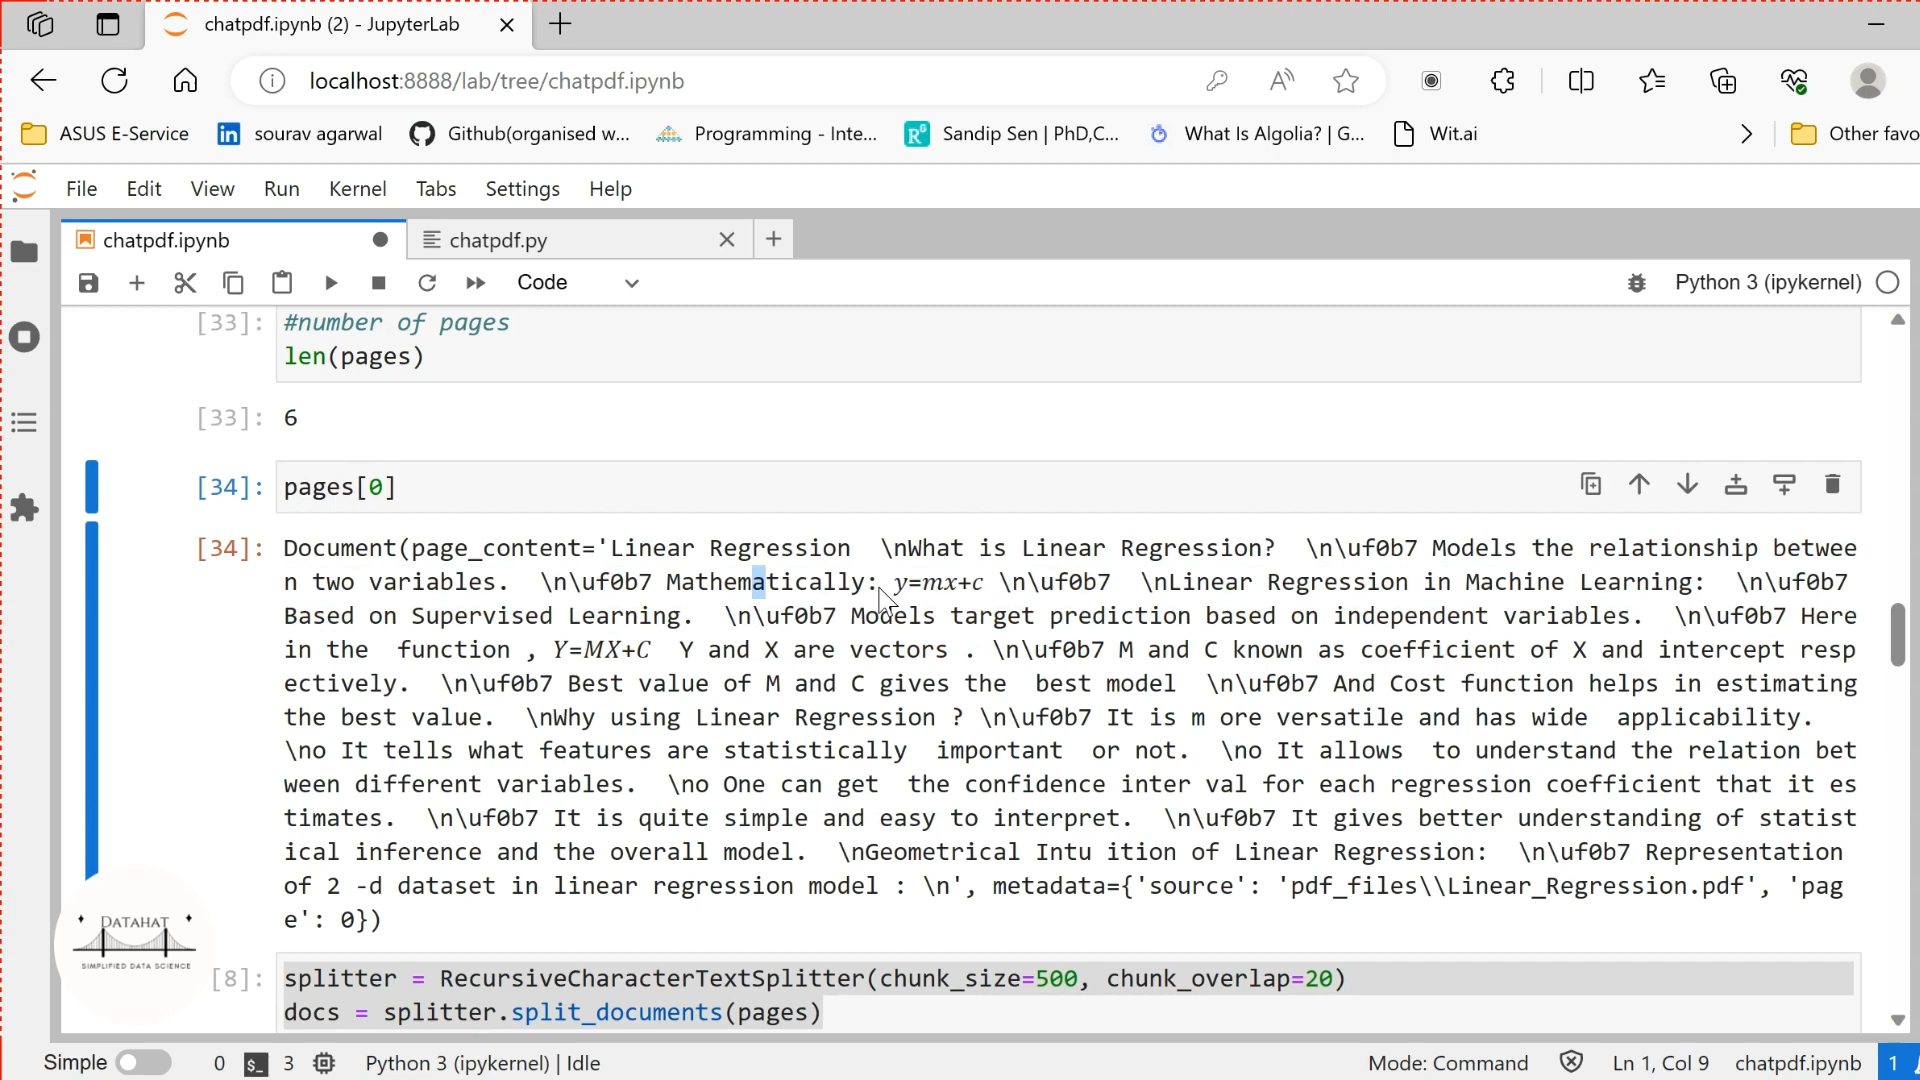 chatpdf.ipynb (2) - JupyterLab
localhost:8888/lab/tree/chatpdf.ipynb
ASUS E-Service sourav agarwal Github(organised w... Programming - Inte... Sandip Sen | PhD,C... What Is Algolia? | G... Wit.ai Other favo
File Edit View Run Kernel Tabs Settings Help
chatpdf.ipynb chatpdf.py
Code Python 3 (ipykernel)
[33]: #number of pages
len(pages)
[33]: 6
[34]: pages[0]
[34]: Document(page_content='Linear Regression  \nWhat is Linear Regression?  \n\uf0b7 Models the relationship betwee
n two variables.  \n\uf0b7 Mathematically: y=mx+c \n\uf0b7  \nLinear Regression in Machine Learning:  \n\uf0b7
Based on Supervised Learning.  \n\uf0b7 Models target prediction based on independent variables.  \n\uf0b7 Here
in the  function , Y=MX+C  Y and X are vectors . \n\uf0b7 M and C known as coefficient of X and intercept resp
ectively.  \n\uf0b7 Best value of M and C gives the  best model  \n\uf0b7 And Cost function helps in estimating
the best value.  \nWhy using Linear Regression ? \n\uf0b7 It is m ore versatile and has wide  applicability.
\no It tells what features are statistically  important  or not.  \no It allows  to understand the relation bet
ween different variables.  \no One can get  the confidence inter val for each regression coefficient that it es
timates.  \n\uf0b7 It is quite simple and easy to interpret.  \n\uf0b7 It gives better understanding of statist
ical inference and the overall model.  \nGeometrical Intu ition of Linear Regression:  \n\uf0b7 Representation
of 2 -d dataset in linear regression model : \n', metadata={'source': 'pdf_files\\Linear_Regression.pdf', 'pag
e': 0})
DATAHAT
SIMPLIFIED DATA SCIENCE
[8]: splitter = RecursiveCharacterTextSplitter(chunk_size=500, chunk_overlap=20)
docs = splitter.split_documents(pages)
Simple 0 $_ 3 Python 3 (ipykernel) | Idle Mode: Command Ln 1, Col 9 chatpdf.ipynb 1